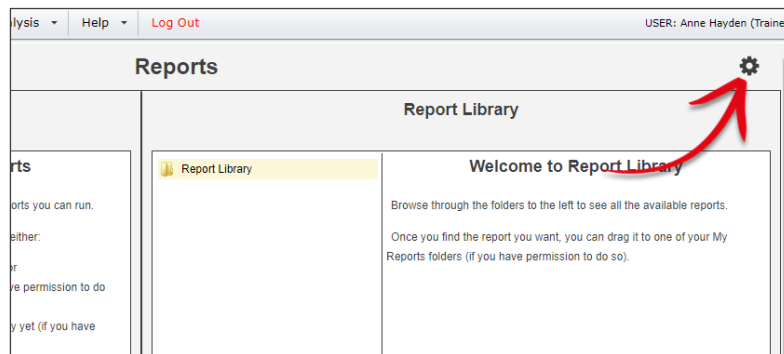 lysis Help Log Out USER: Anne Hayden (Traine
Reports
rts
orts you can run.
either:
or
ve permission to do
y yet (if you have
Report Library
Report Library
Welcome to Report Library
Browse through the folders to the left to see all the available reports.
Once you find the report you want, you can drag it to one of your My
Reports folders (if you have permission to do so).